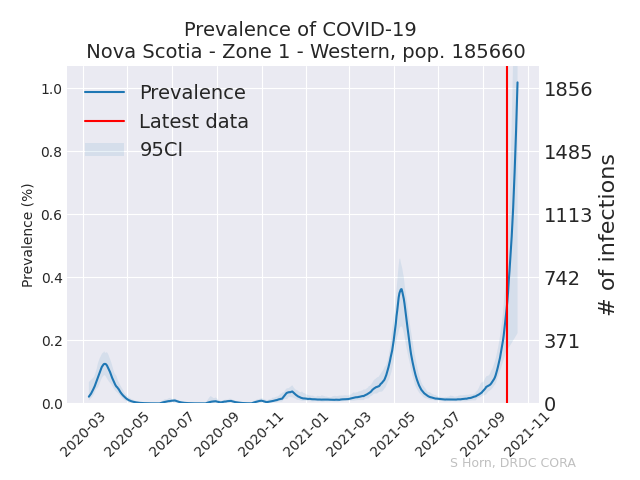 Prevalence of COVID-19
Nova Scotia - Zone 1 - Western, pop. 185660
Prevalence
Latest data
95CI
Prevalence (%)
1.0
0.8
0.6
0.4
0.2
0.0
1856
1485
1113
742
371
0
# of infections
2020-03
2020-05
2020-07
2020-09
2020-11
2021-01
2021-03
2021-05
2021-07
2021-09
2021-11
S Horn, DRDC CORA